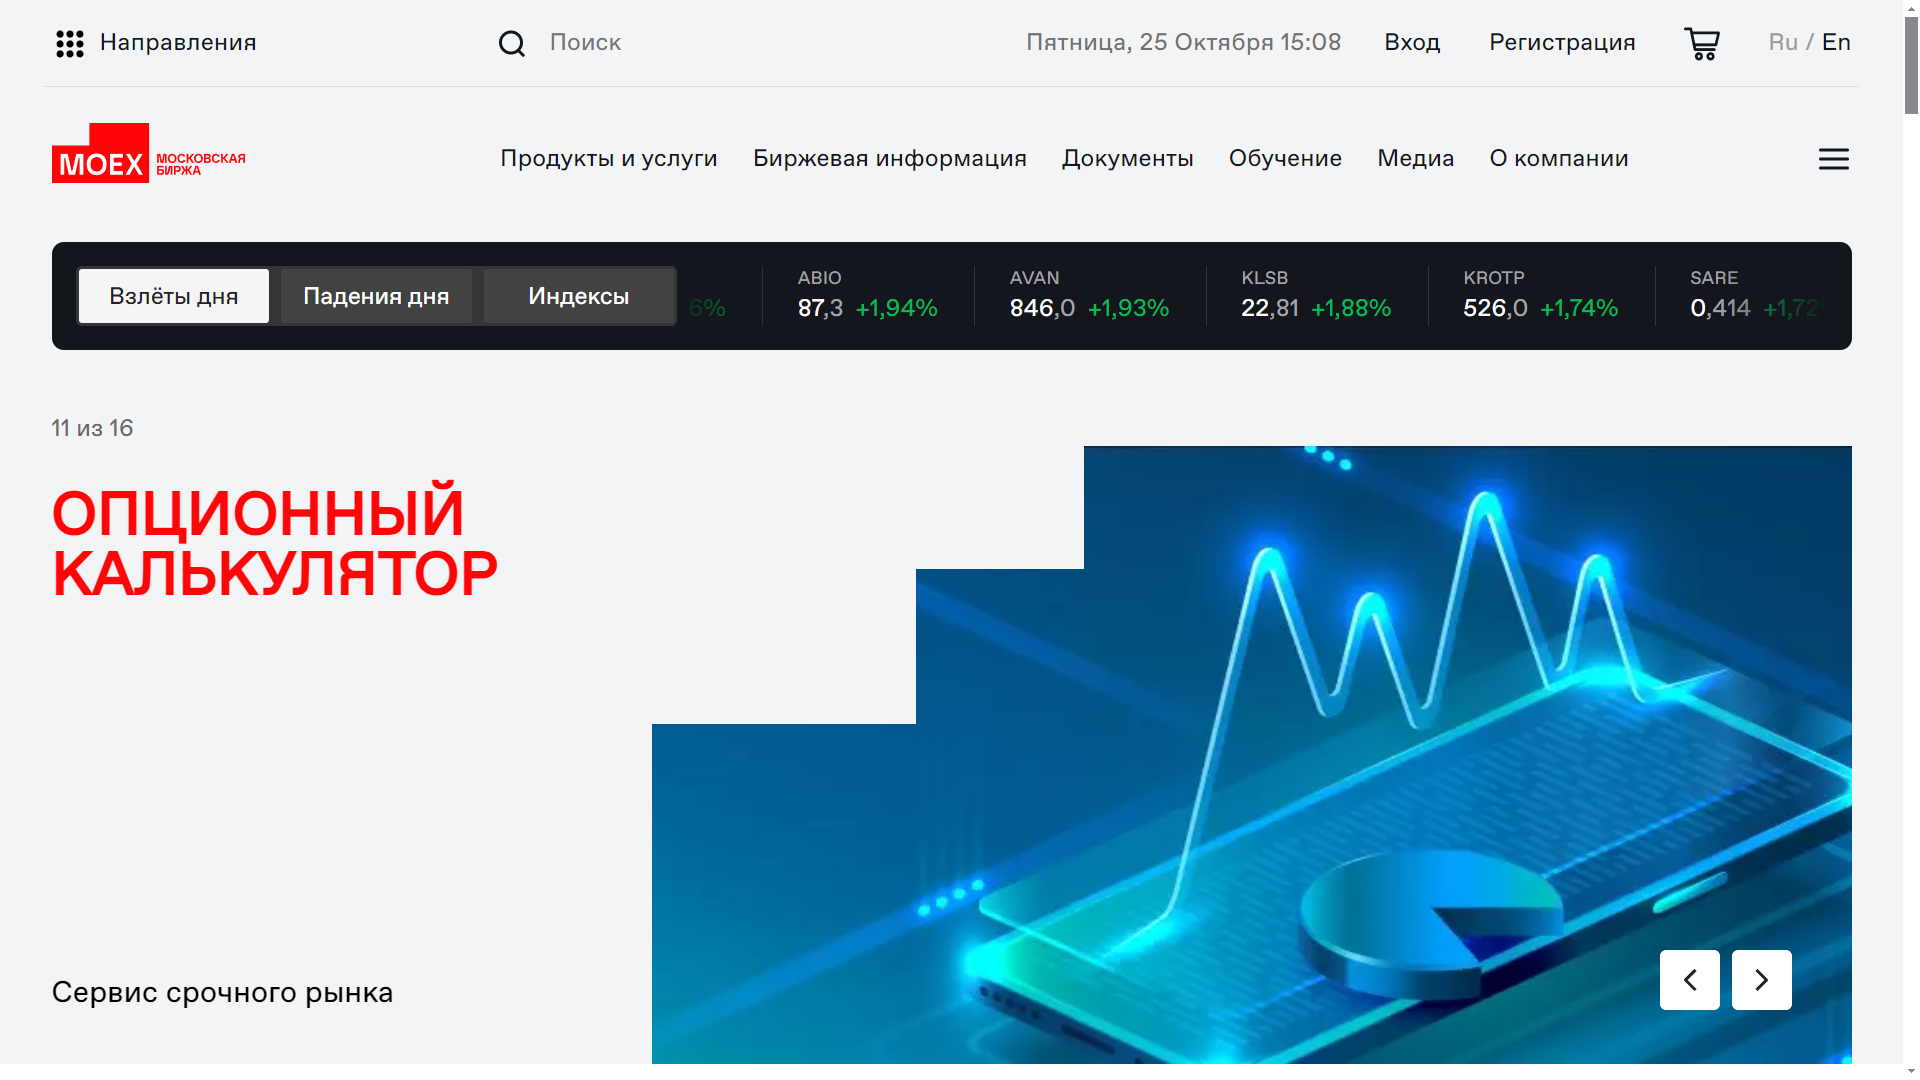 Направления
Поиск
Пятница, 25 Октября 15:08
Вход
Регистрация
Ru / En
MOEX
МОСКОВСКАЯ
БИРЖА
Продукты и услуги
Биржевая информация
Документы
Обучение
Медиа
О компании
Взлёты дня
Падения дня
Индексы
6%
ABIO
87,3 +1,94%
AVAN
846,0 +1,93%
KLSB
22,81 +1,88%
KROTP
526,0 +1,74%
SARE
0,414 +1,72
11 из 16
ОПЦИОННЫЙ
КАЛЬКУЛЯТОР
Сервис срочного рынка